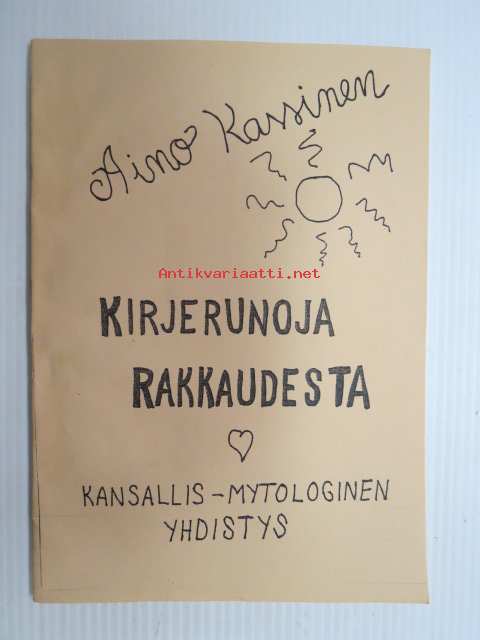 Aino Kassinen
Antikvariaatti.net
KIRJERUNOJA
RAKKAUDESTA
KANSALLIS-MYTOLOGINEN
YHDISTYS